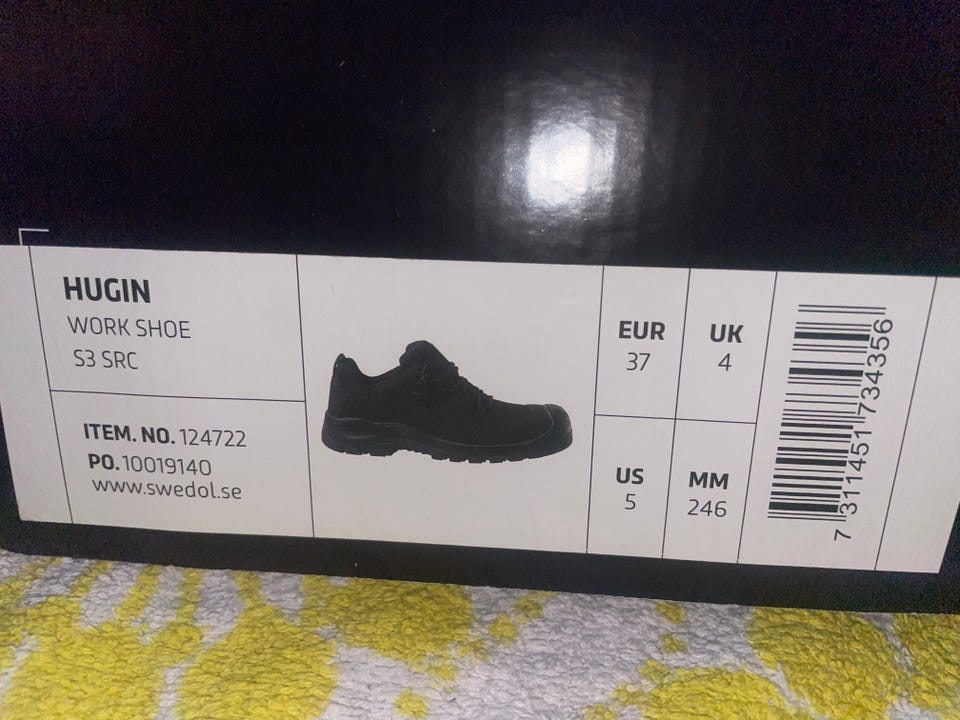 HUGIN
WORK SHOE
S3 SRC
ITEM. NO. 124722
PO. 10019140
www.swedol.se
EUR
37
UK
4
US
5
MM
246
7 311451 734356